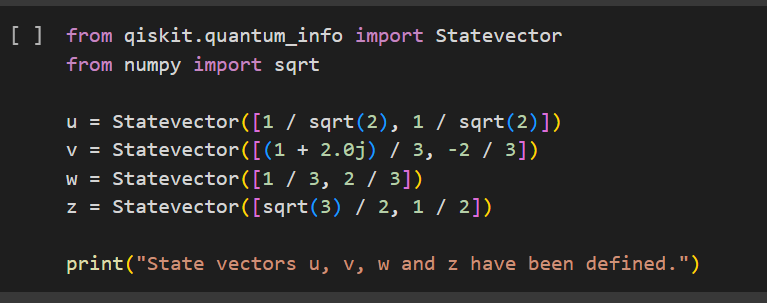 [ ] from qiskit.quantum_info import Statevector
from numpy import sqrt
u = Statevector([1 / sqrt(2), 1 / sqrt(2)])
v = Statevector([(1 + 2.0j) / 3, -2 / 3])
w = Statevector([1 / 3, 2 / 3])
z = Statevector([sqrt(3) / 2, 1 / 2])
print("State vectors u, v, w and z have been defined.")